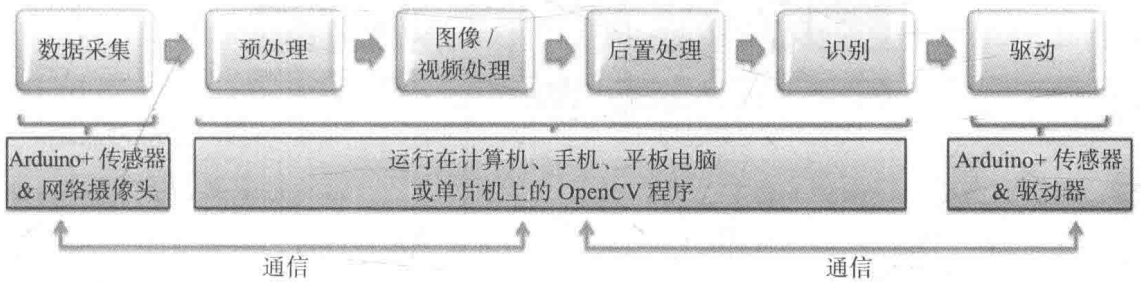 数据采集
预处理
图像 /
视频处理
后置处理
识别
驱动
Arduino+ 传感器
& 网络摄像头
运行在计算机、手机、平板电脑
或单片机上的 OpenCV 程序
Arduino+ 传感器
& 驱动器
通信
通信